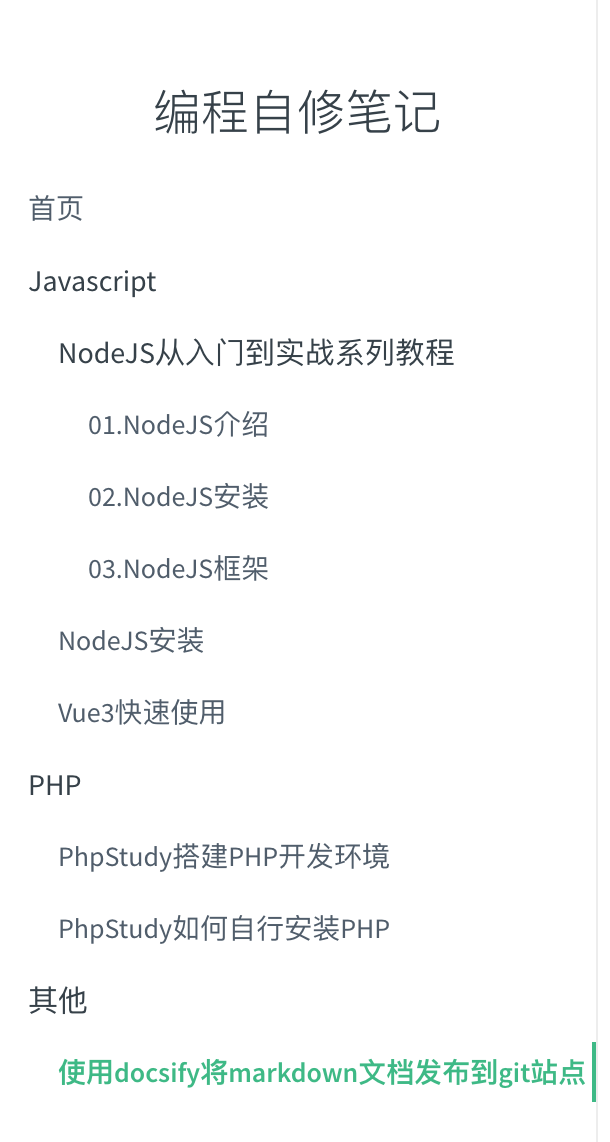 编程自修笔记
首页
Javascript
NodeJS从入门到实战系列教程
01.NodeJS介绍
02.NodeJS安装
03.NodeJS框架
NodeJS安装
Vue3快速使用
PHP
PhpStudy搭建PHP开发环境
PhpStudy如何自行安装PHP
其他
使用docsify将markdown文档发布到git站点